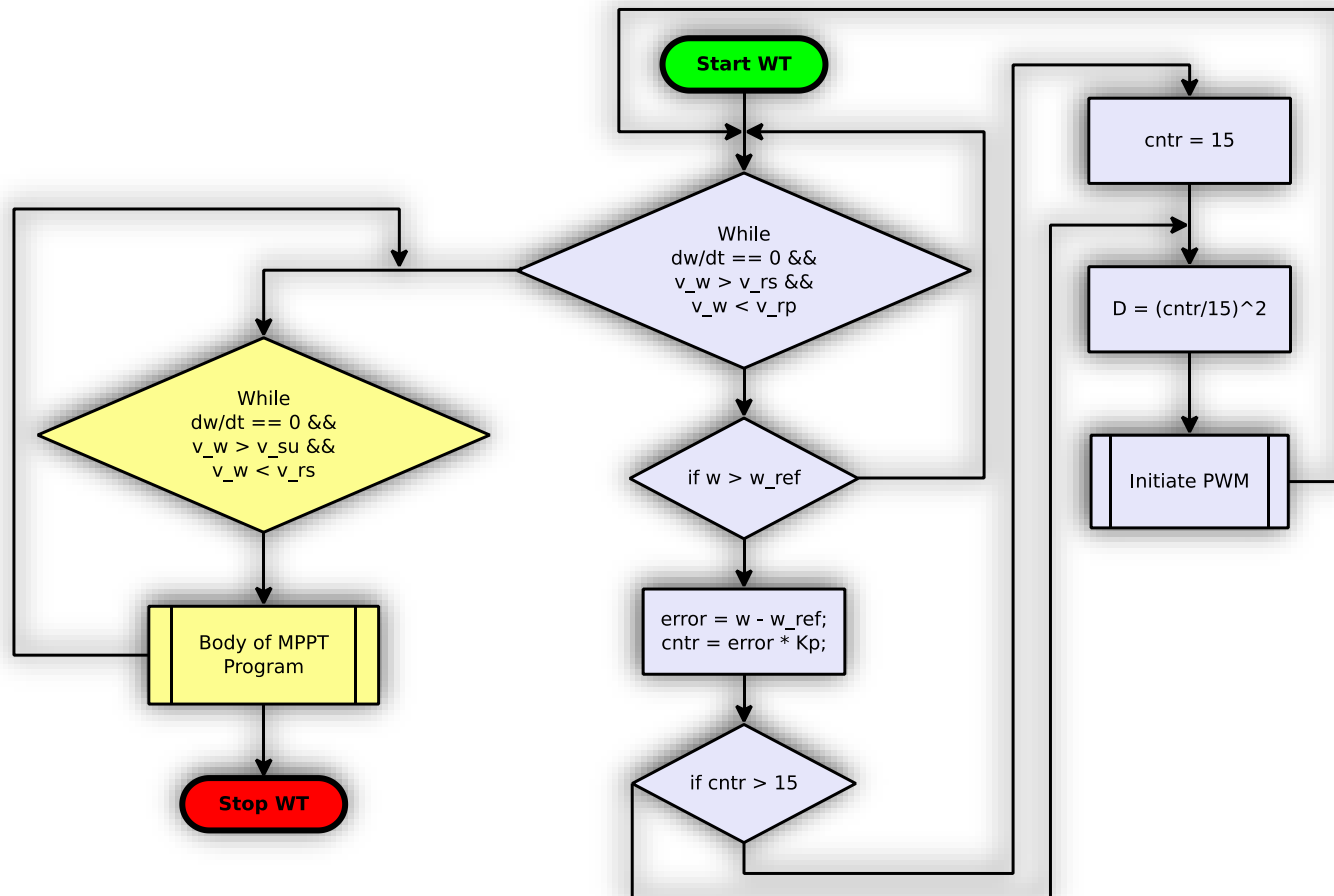 Start WT
While
dw/dt == 0 &&
v_w > v_rs &&
v_w < v_rp
if w > w_ref
error = w - w_ref;
cntr = error * Kp;
if cntr > 15
cntr = 15
D = (cntr/15)^2
Initiate PWM
While
dw/dt == 0 &&
v_w > v_su &&
v_w < v_rs
Body of MPPT
Program
Stop WT